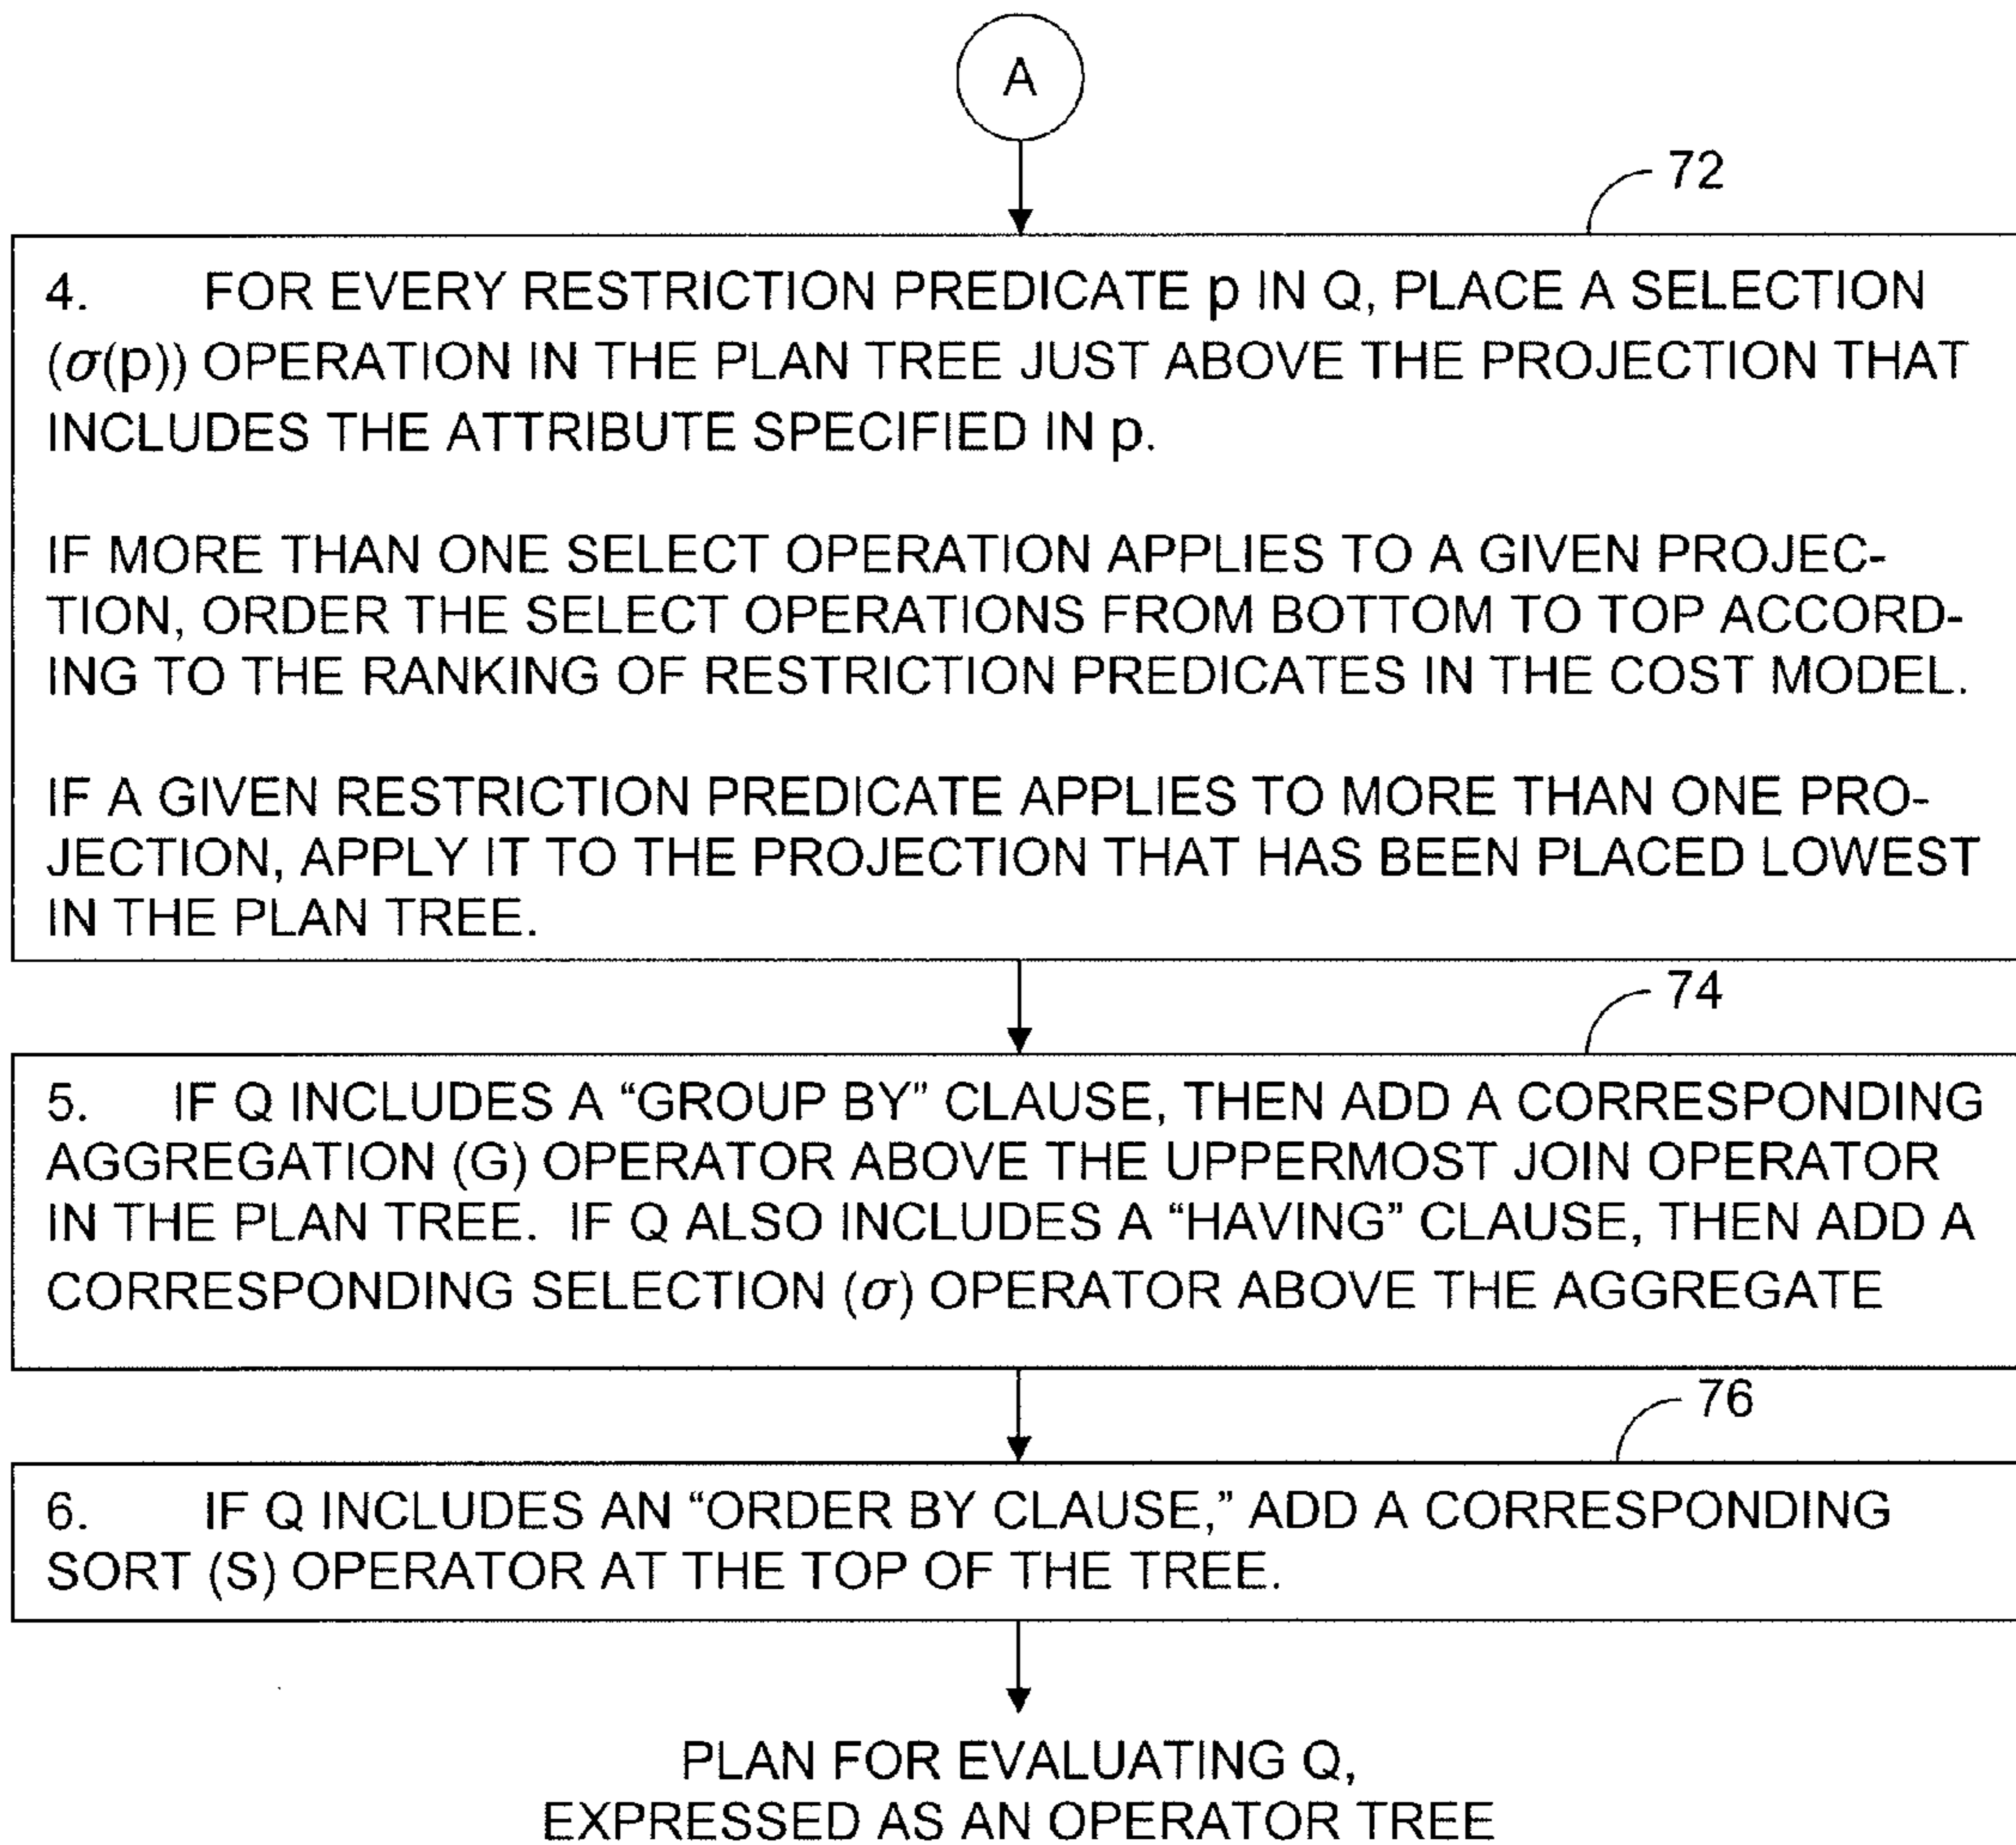 A
72
4. FOR EVERY RESTRICTION PREDICATE p IN Q, PLACE A SELECTION
(σ(p)) OPERATION IN THE PLAN TREE JUST ABOVE THE PROJECTION THAT
INCLUDES THE ATTRIBUTE SPECIFIED IN p.
IF MORE THAN ONE SELECT OPERATION APPLIES TO A GIVEN PROJEC-
TION, ORDER THE SELECT OPERATIONS FROM BOTTOM TO TOP ACCORD-
ING TO THE RANKING OF RESTRICTION PREDICATES IN THE COST MODEL.
IF A GIVEN RESTRICTION PREDICATE APPLIES TO MORE THAN ONE PRO-
JECTION, APPLY IT TO THE PROJECTION THAT HAS BEEN PLACED LOWEST
IN THE PLAN TREE.
74
5. IF Q INCLUDES A “GROUP BY” CLAUSE, THEN ADD A CORRESPONDING
AGGREGATION (G) OPERATOR ABOVE THE UPPERMOST JOIN OPERATOR
IN THE PLAN TREE. IF Q ALSO INCLUDES A “HAVING” CLAUSE, THEN ADD A
CORRESPONDING SELECTION (σ) OPERATOR ABOVE THE AGGREGATE
76
6. IF Q INCLUDES AN “ORDER BY CLAUSE,” ADD A CORRESPONDING
SORT (S) OPERATOR AT THE TOP OF THE TREE.
PLAN FOR EVALUATING Q,
EXPRESSED AS AN OPERATOR TREE